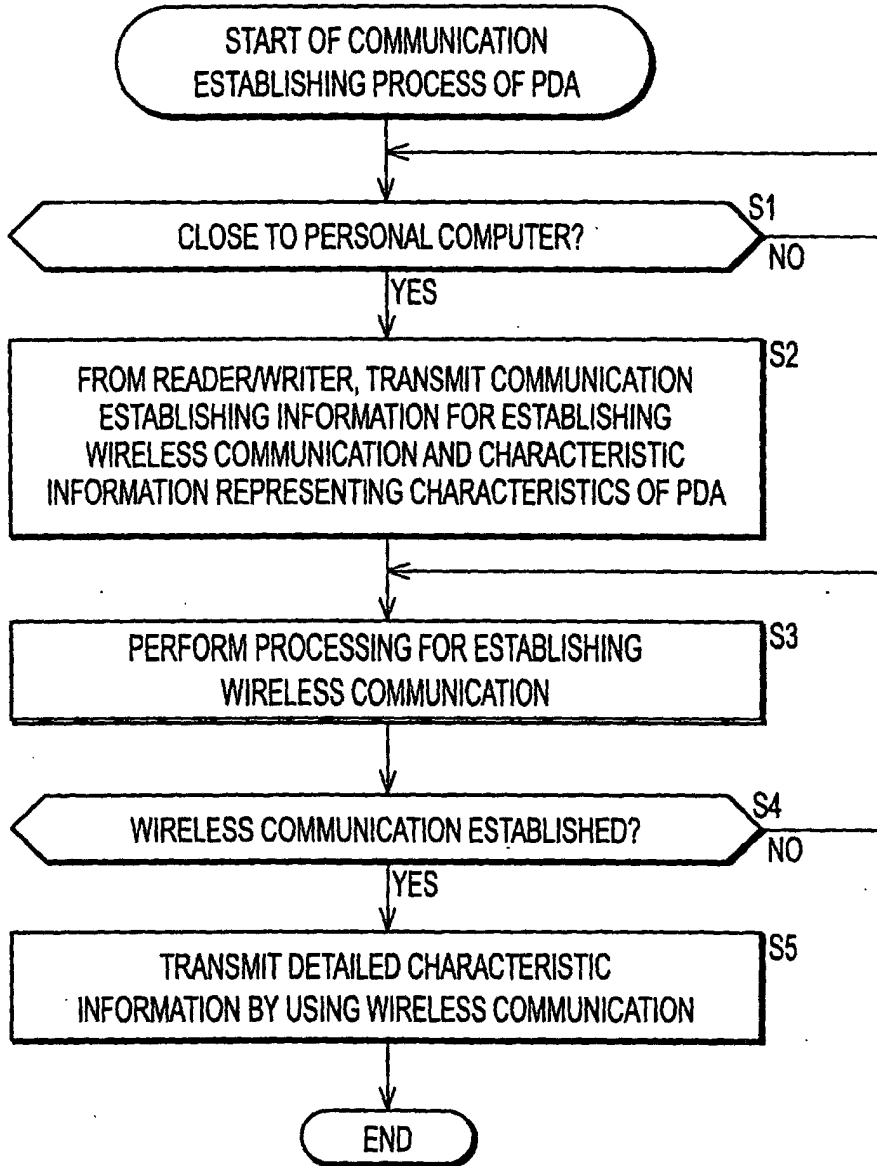 START OF COMMUNICATION
ESTABLISHING PROCESS OF PDA
S1
CLOSE TO PERSONAL COMPUTER?
NO
YES
S2
FROM READER/WRITER, TRANSMIT COMMUNICATION
ESTABLISHING INFORMATION FOR ESTABLISHING
WIRELESS COMMUNICATION AND CHARACTERISTIC
INFORMATION REPRESENTING CHARACTERISTICS OF PDA
S3
PERFORM PROCESSING FOR ESTABLISHING
WIRELESS COMMUNICATION
S4
WIRELESS COMMUNICATION ESTABLISHED?
NO
YES
S5
TRANSMIT DETAILED CHARACTERISTIC
INFORMATION BY USING WIRELESS COMMUNICATION
END